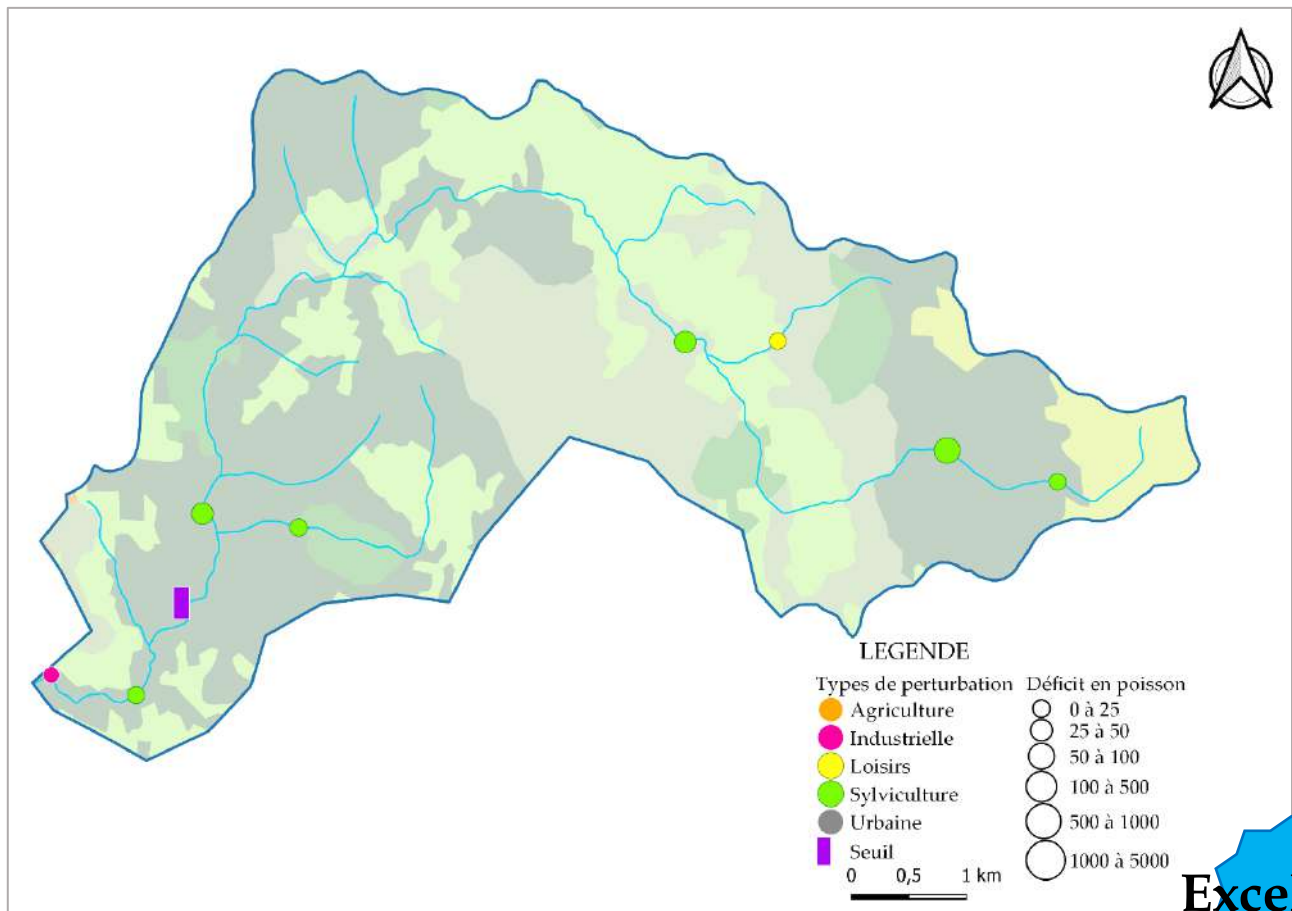 LEGENDE
Types de perturbation
Agriculture
Industrielle
Loisirs
Sylviculture
Urbaine
Seuil
0 0,5 1 km
Déficit en poisson
0 à 25
25 à 50
50 à 100
100 à 500
500 à 1000
1000 à 5000
Excel